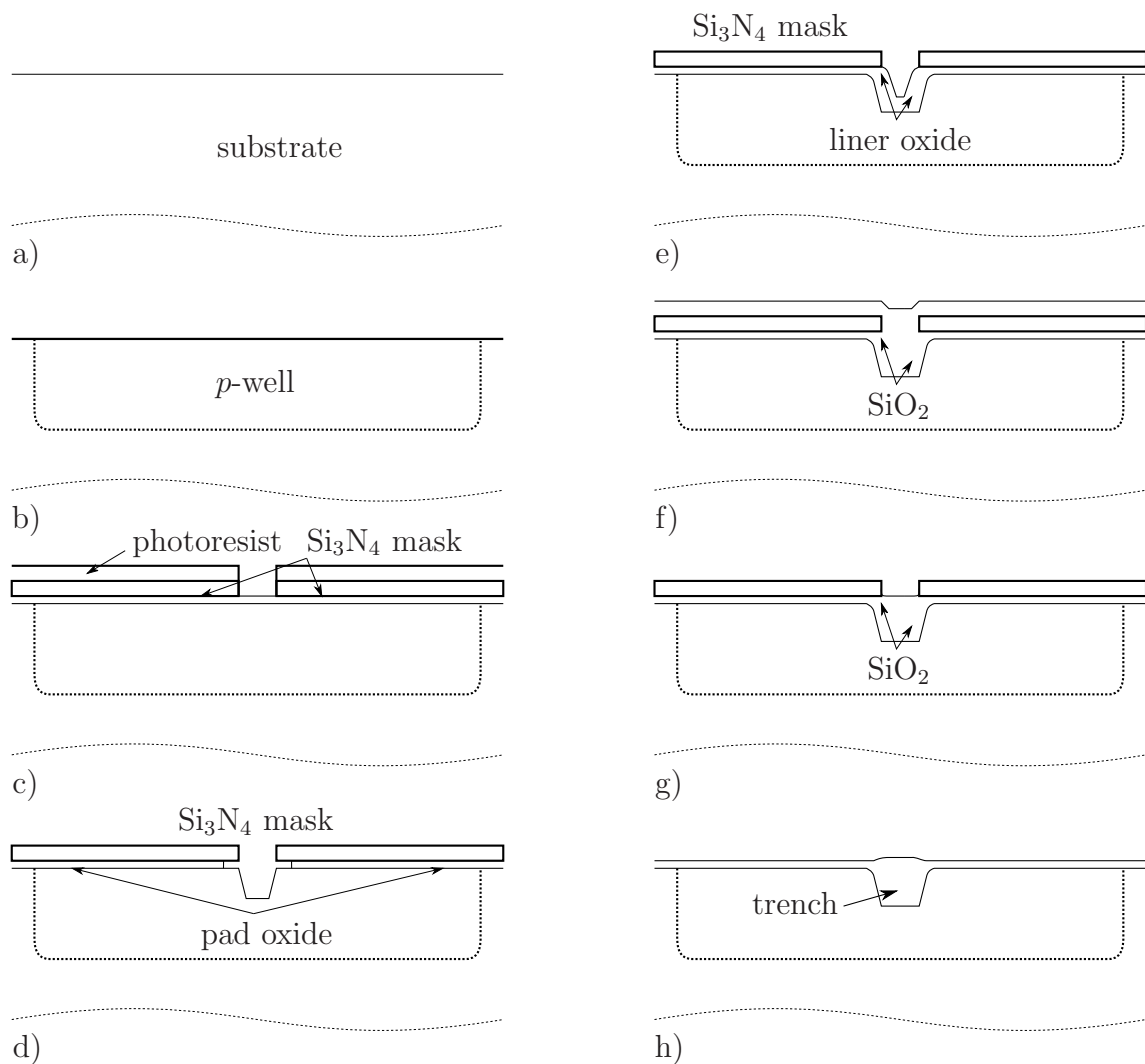 substrate
a)
p-well
b)
photoresist Si₃N₄ mask
c)
Si₃N₄ mask
pad oxide
d)
Si₃N₄ mask
liner oxide
e)
SiO₂
f)
SiO₂
g)
trench
h)